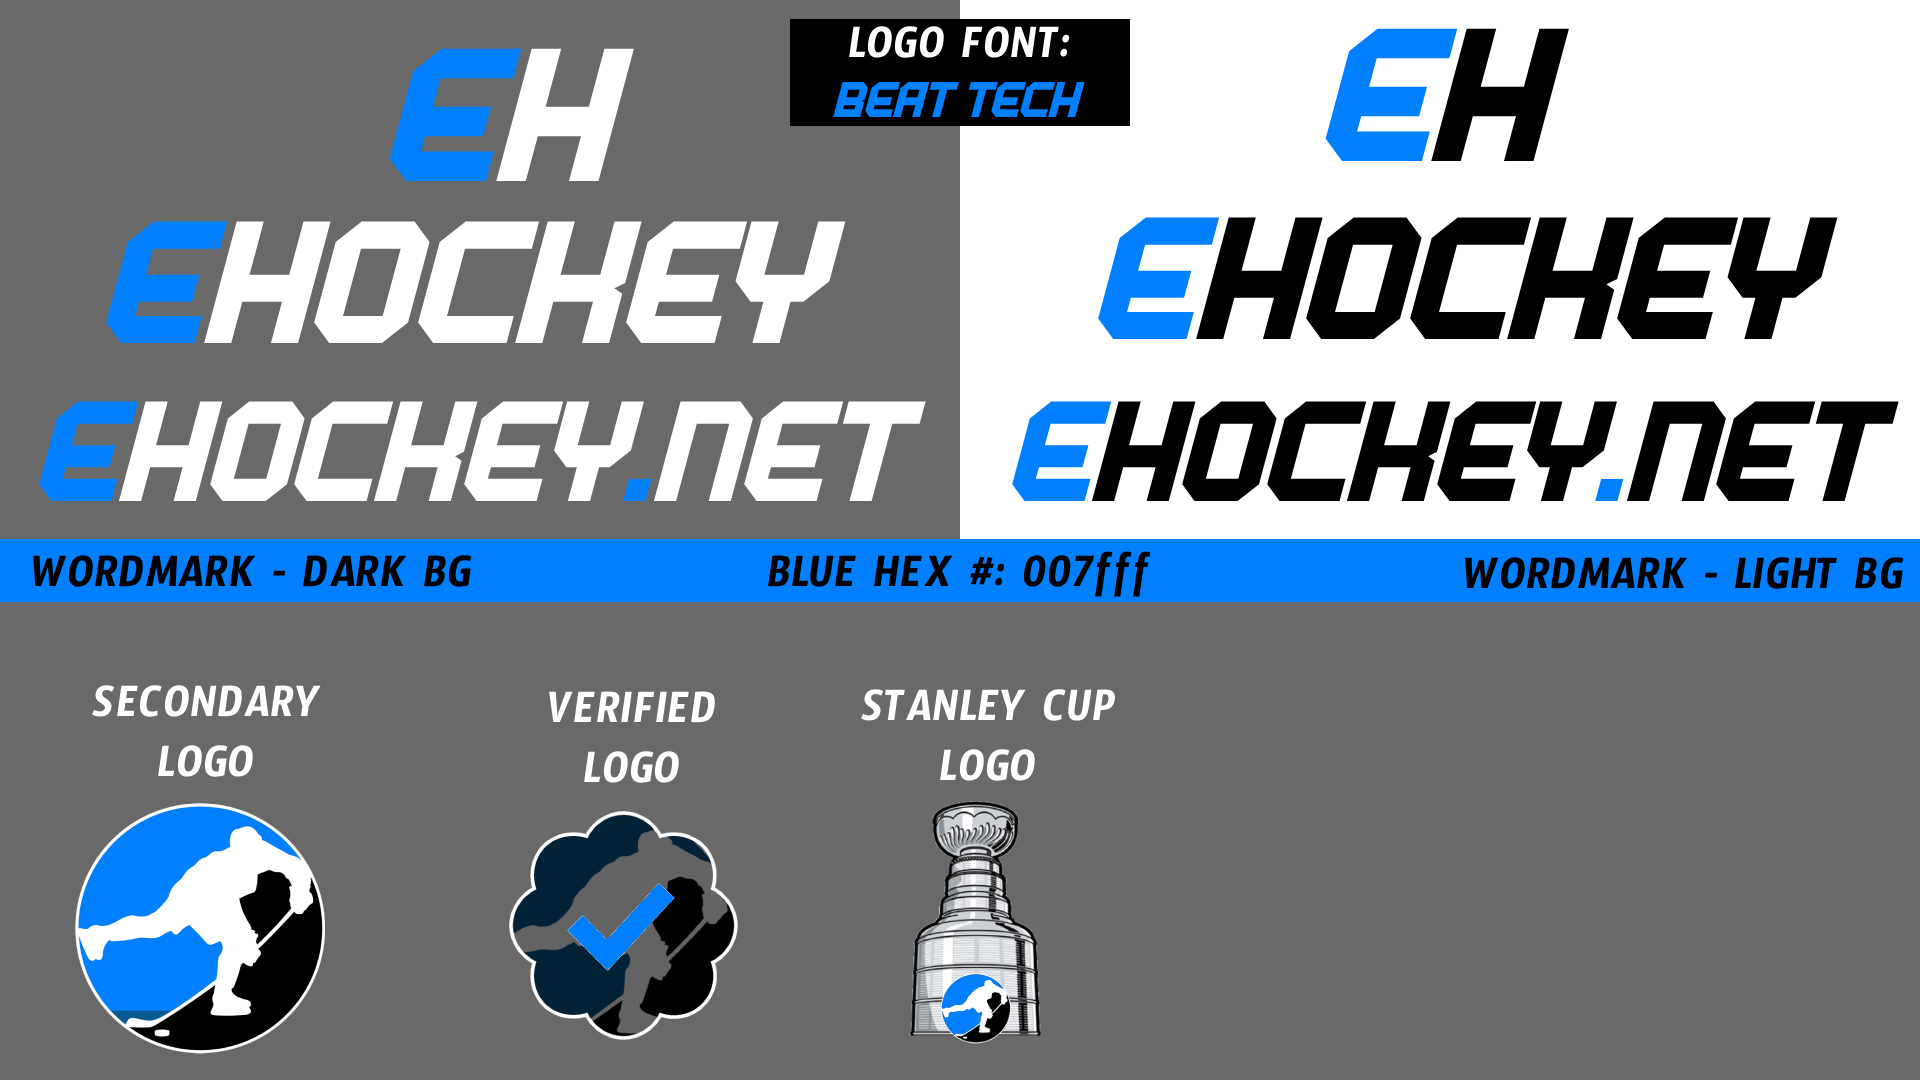 LOGO FONT:
BEAT TECH
EH
EHOCKEY
EHOCKEY.NET
EH
EHOCKEY
EHOCKEY.NET
WORDMARK - DARK BG
BLUE HEX #: 007fff
WORDMARK - LIGHT BG
SECONDARY
LOGO
VERIFIED
LOGO
STANLEY CUP
LOGO